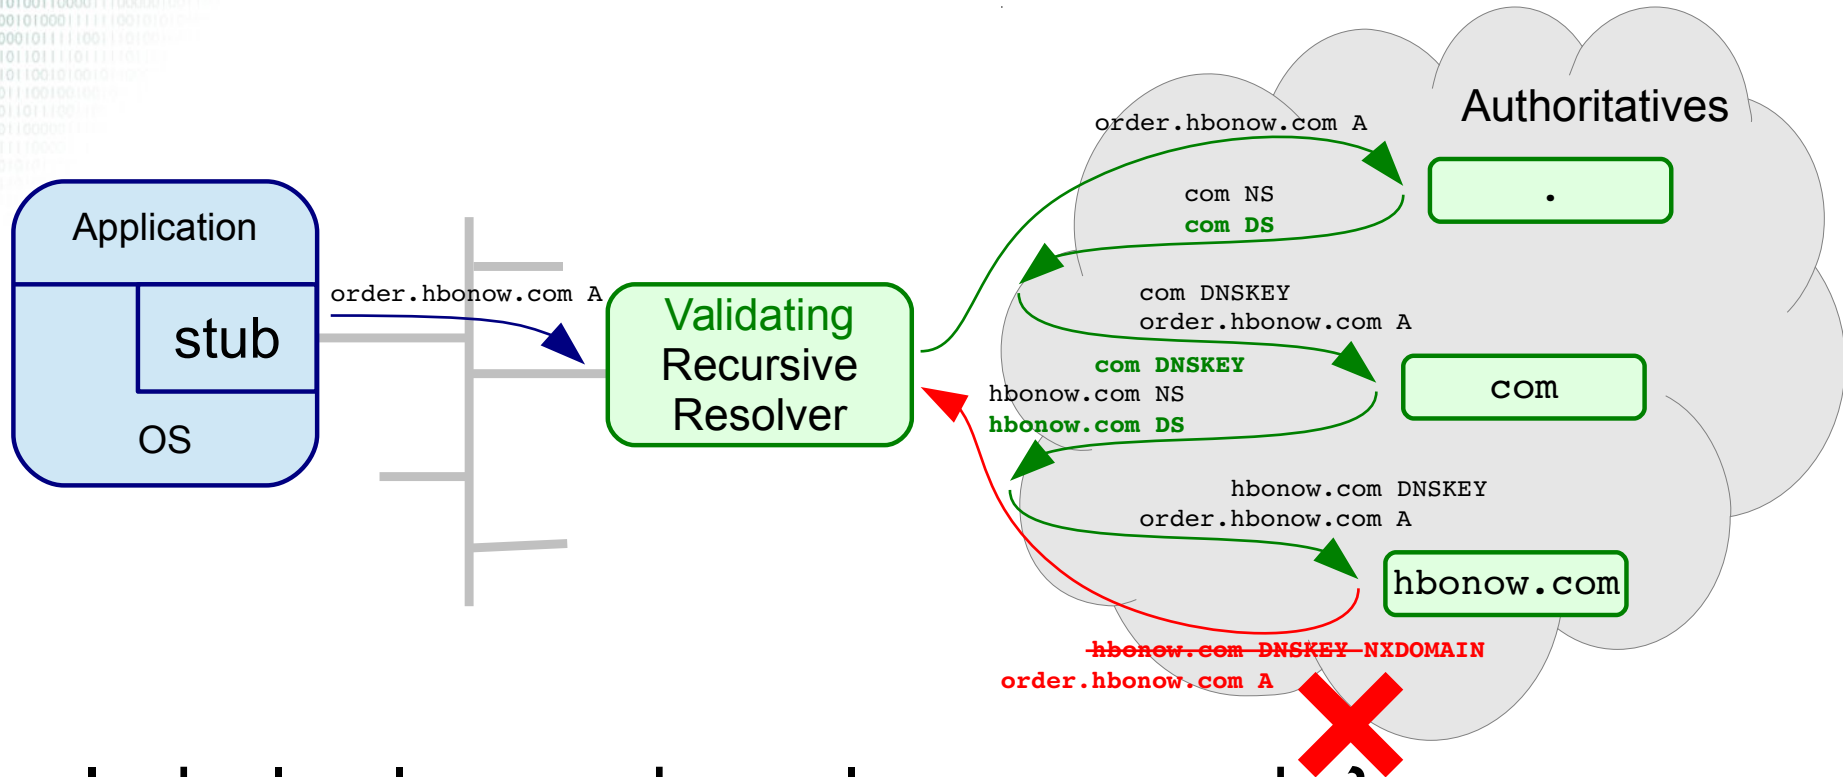 order.hbonow.com A
Authoritatives
.
com NS
com DS
Application
order.hbonow.com A
stub
OS
Validating
Recursive
Resolver
com DNSKEY
order.hbonow.com A
com DNSKEY
hbonow.com NS
hbonow.com DS
com
hbonow.com DNSKEY
order.hbonow.com A
hbonow.com
hbonow.com DNSKEY NXDOMAIN
order.hbonow.com A